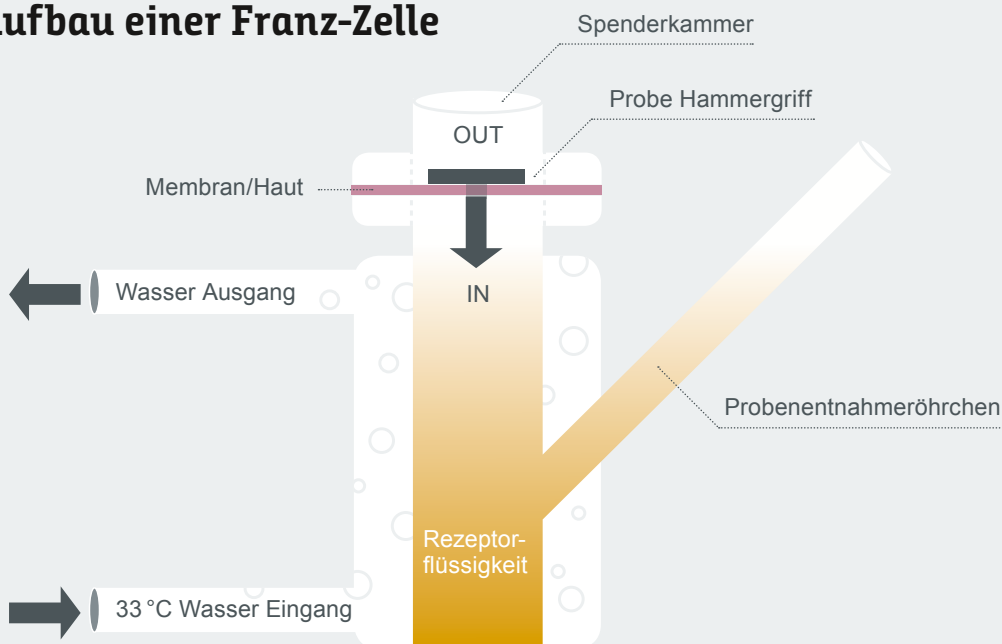 ufbau einer Franz-Zelle
Spenderkammer
Probe Hammergriff
OUT
Membran/Haut
Wasser Ausgang
IN
Probenentnahmeröhrchen
Rezeptor-
flüssigkeit
33 °C Wasser Eingang